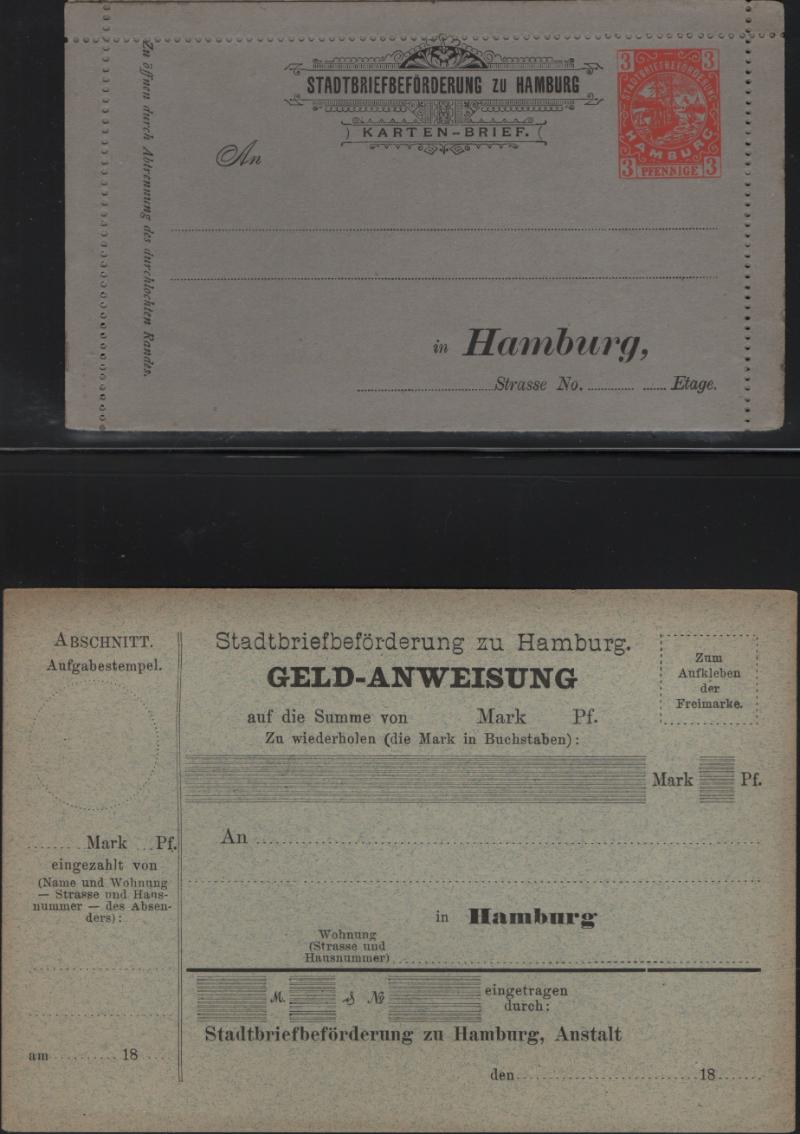 Zu öffnen durch Abtrennung des durchlochten Randes.
STADTBRIEFBEFÖRDERUNG ZU HAMBURG
KARTEN-BRIEF.
3 3
STADTBRIEFBEFÖRDERUNG
HAMBURG
3 PFENNIGE 3
An
in Hamburg,
Strasse No. Etage.
ABSCHNITT.
Aufgabestempel.
Mark Pf.
eingezahlt von
(Name und Wohnung
— Strasse und Haus-
nummer — des Absen-
ders):
am 18
Stadtbriefbeförderung zu Hamburg.
GELD-ANWEISUNG
auf die Summe von Mark Pf.
Zu wiederholen (die Mark in Buchstaben):
Zum
Aufkleben
der
Freimarke.
Mark Pf.
An
in Hamburg
Wohnung
(Strasse und
Hausnummer)
M. S № eingetragen
durch:
Stadtbriefbeförderung zu Hamburg, Anstalt
den 18